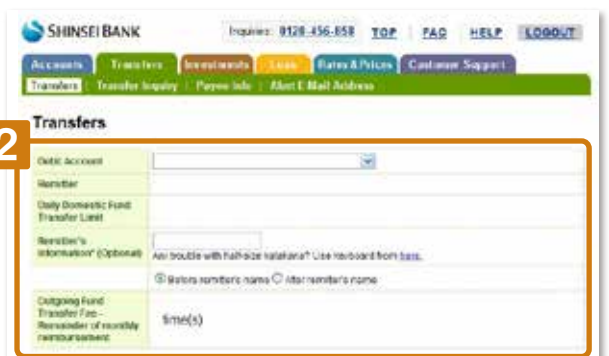 SHINSEI BANK
Inquiries: 0120-456-858 TOP FAQ HELP LOGOUT
Accounts Transfers Investments Loan Rates & Prices Customer Support
Transfers Transfer Inquiry Payee Info Alert E-Mail Address
Transfers
2
Debit Account
Remitter
Daily Domestic Fund
Transfer Limit
Remitter's
information* (Optional)
Any trouble with half-size katakana? Use keyboard from here.
Before remitter's name After remitter's name
Outgoing Fund
Transfer Fee -
Remainder of monthly
reimbursement
time(s)